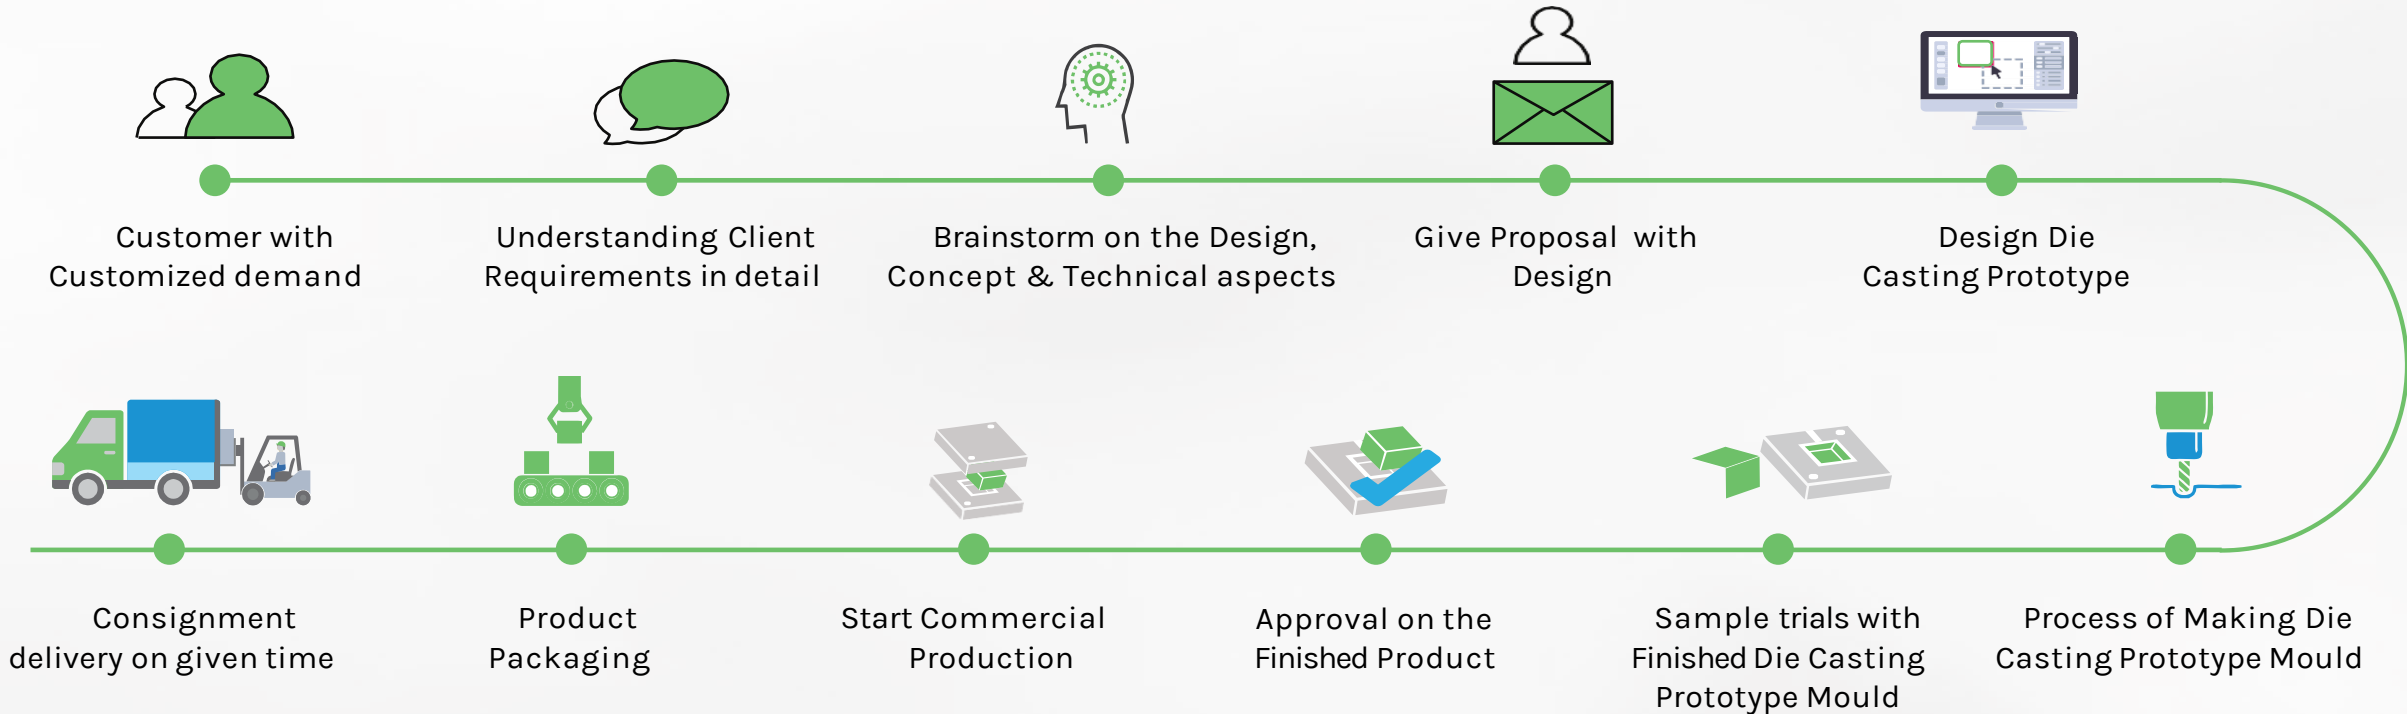 Customer with
Customized demand
Understanding Client
Requirements in detail
Brainstorm on the Design,
Concept & Technical aspects
Give Proposal with
Design
Design Die
Casting Prototype
Consignment
delivery on given time
Product
Packaging
Start Commercial
Production
Approval on the
Finished Product
Sample trials with
Finished Die Casting
Prototype Mould
Process of Making Die
Casting Prototype Mould